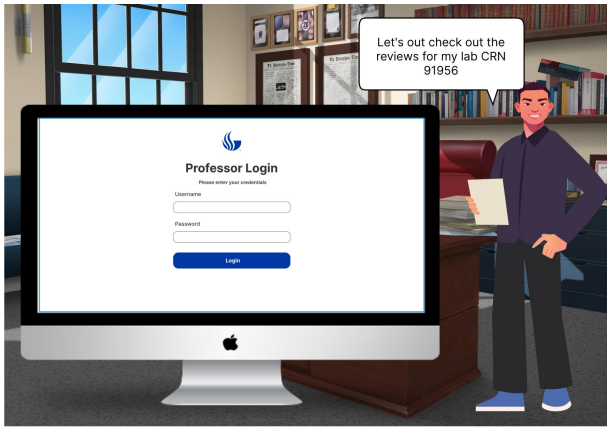 Let's out check out the
reviews for my lab CRN
91956
Professor Login
Please enter your credentials
Username
Password
Login